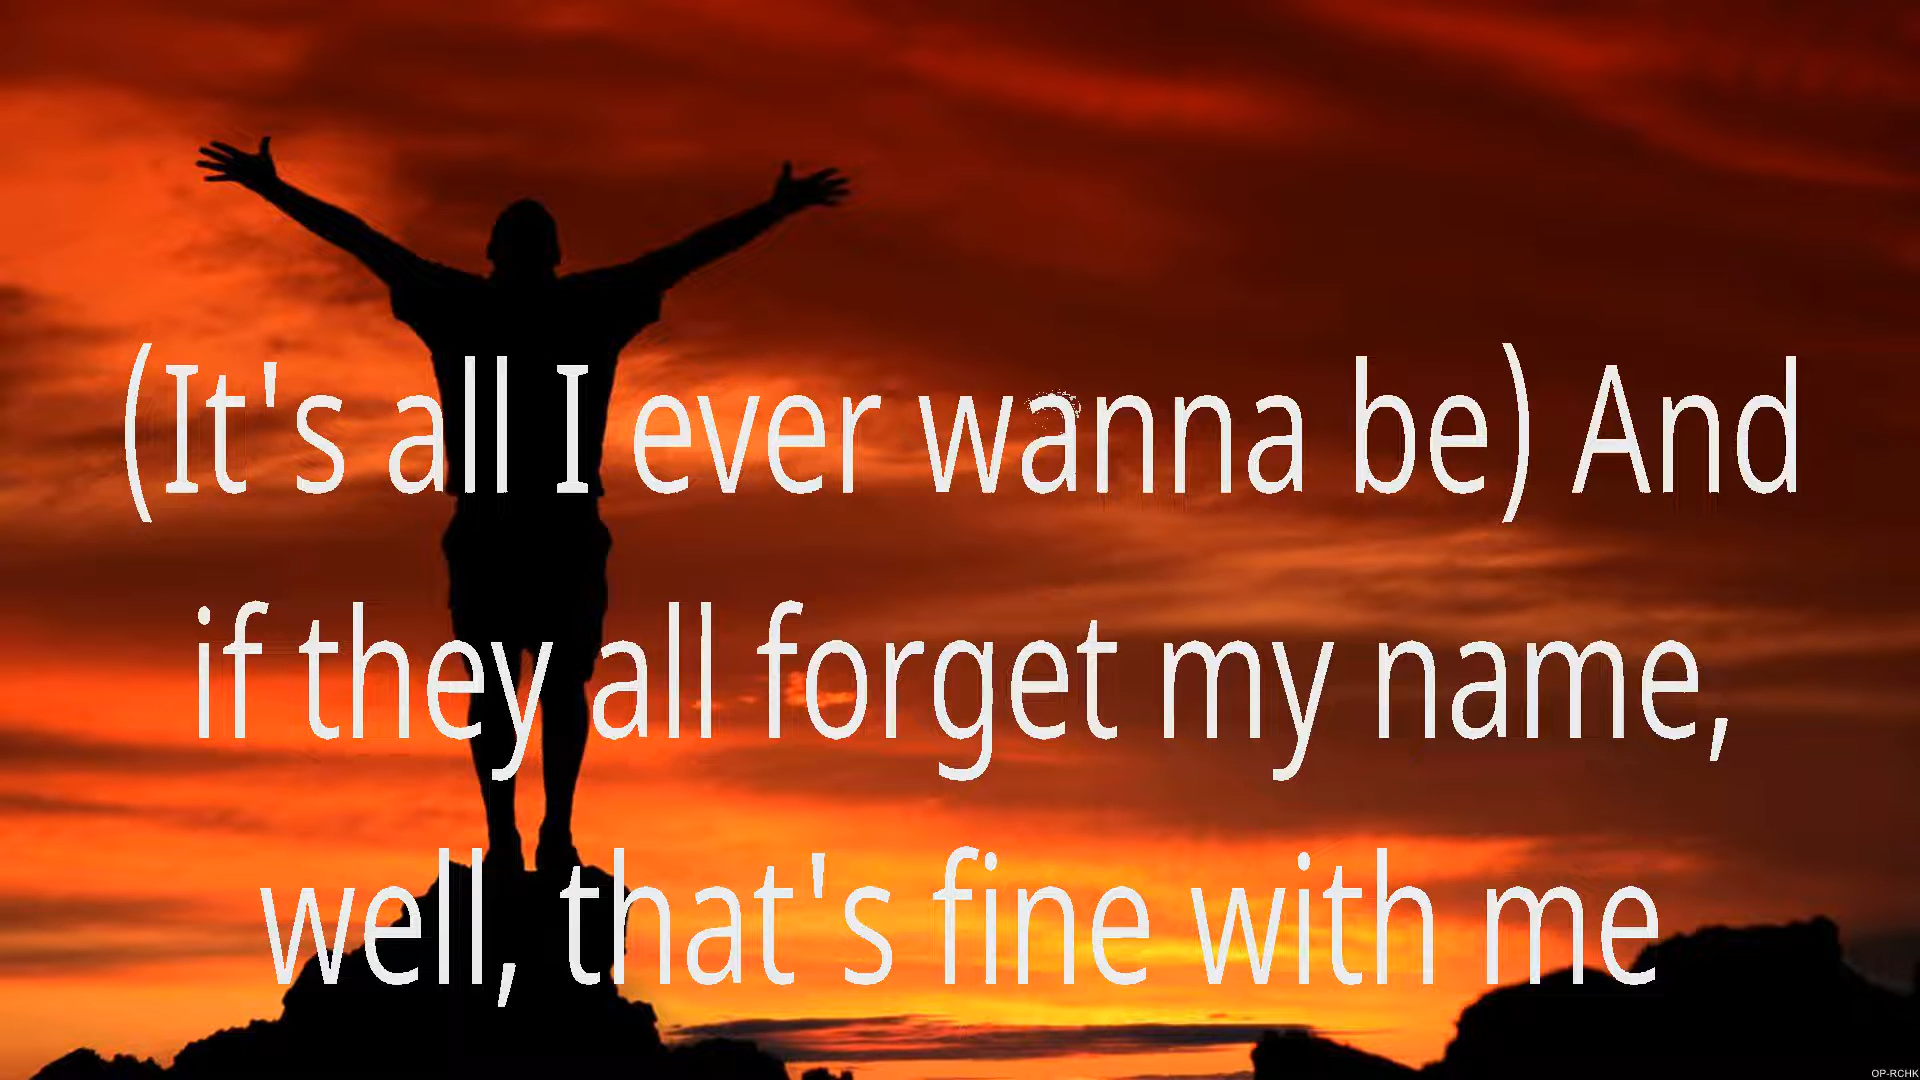 (It's all I ever wanna be) And
if they all forget my name,
well, that's fine with me
OP-RCHK